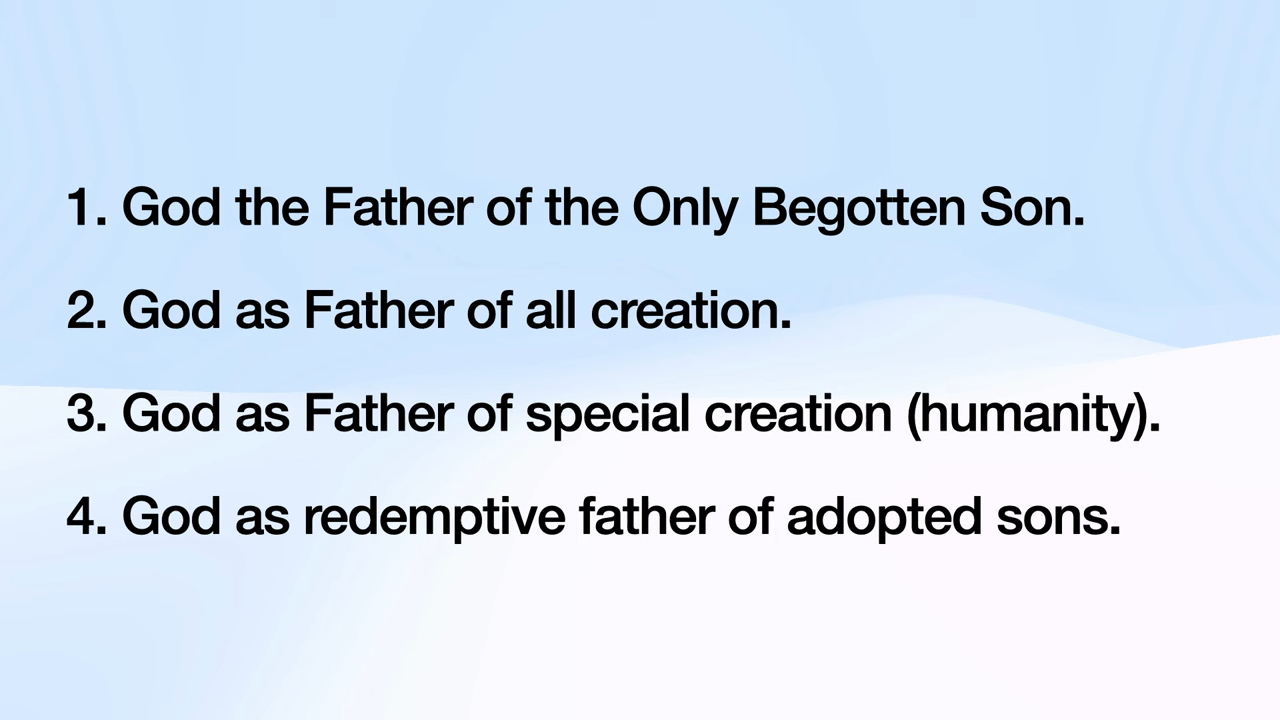 1. God the Father of the Only Begotten Son.
2. God as Father of all creation.
3. God as Father of special creation (humanity).
4. God as redemptive father of adopted sons.